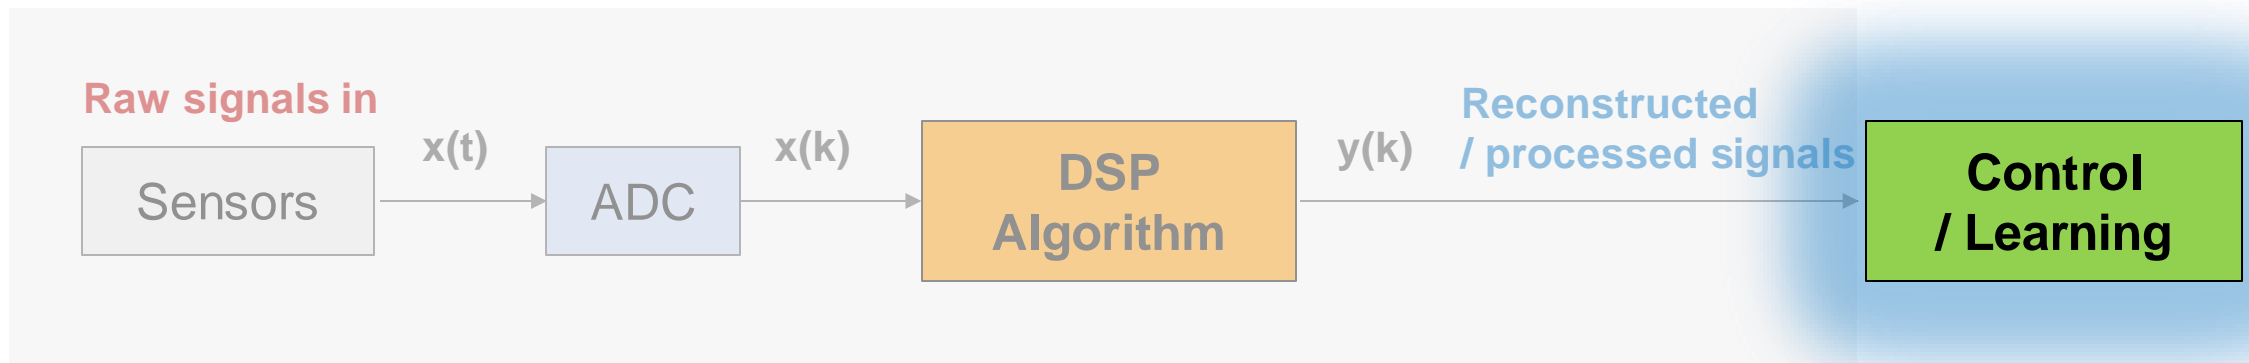 Raw signals in
Sensors
x(t)
ADC
x(k)
DSP
Algorithm
y(k)
Reconstructed
/ processed signals
Control
/ Learning